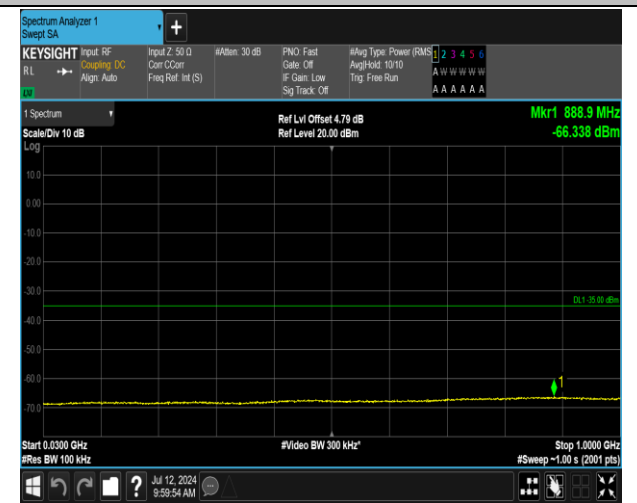 Spectrum Analyzer 1
Swept SA
+
KEYSIGHT Input: RF Input Z: 50 Ω #Atten: 30 dB PNO: Fast #Avg Type: Power (RMS 1 2 3 4 5 6
RL Coupling: DC Corr CCorr Gate: Off Avg|Hold: 10/10 A W W W W W
Align: Auto Freq Ref: Int (S) IF Gain: Low Trig: Free Run
Sig Track: Off A A A A A A
1 Spectrum Ref Lvl Offset 4.79 dB Mkr1 888.9 MHz
Scale/Div 10 dB Ref Level 20.00 dBm -66.338 dBm
Log
10.0
0.00
-10.0
-20.0
-30.0
DL1 -35.00 dBm
-40.0
-50.0
-60.0
1
-70.0
Start 0.0300 GHz #Video BW 300 kHz* Stop 1.0000 GHz
#Res BW 100 kHz #Sweep ~1.00 s (2001 pts)
? Jul 12, 2024
9:59:54 AM